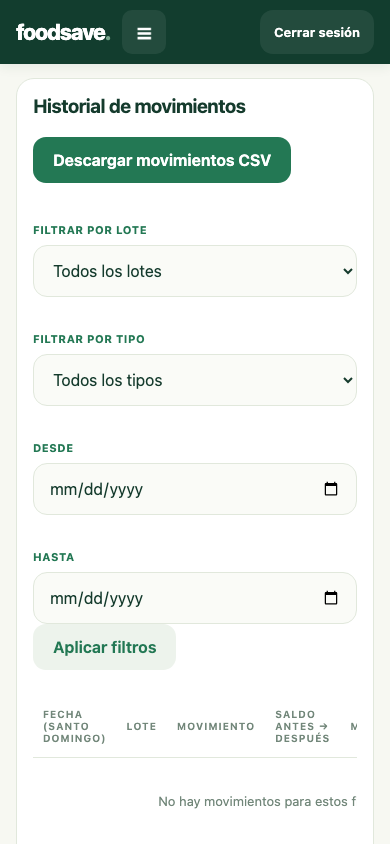 foodsave.
Cerrar sesión
Historial de movimientos
Descargar movimientos CSV
FILTRAR POR LOTE
Todos los lotes
FILTRAR POR TIPO
Todos los tipos
DESDE
mm/dd/yyyy
HASTA
mm/dd/yyyy
Aplicar filtros
FECHA
(SANTO
DOMINGO)
LOTE
MOVIMIENTO
SALDO
ANTES →
DESPUÉS
No hay movimientos para estos